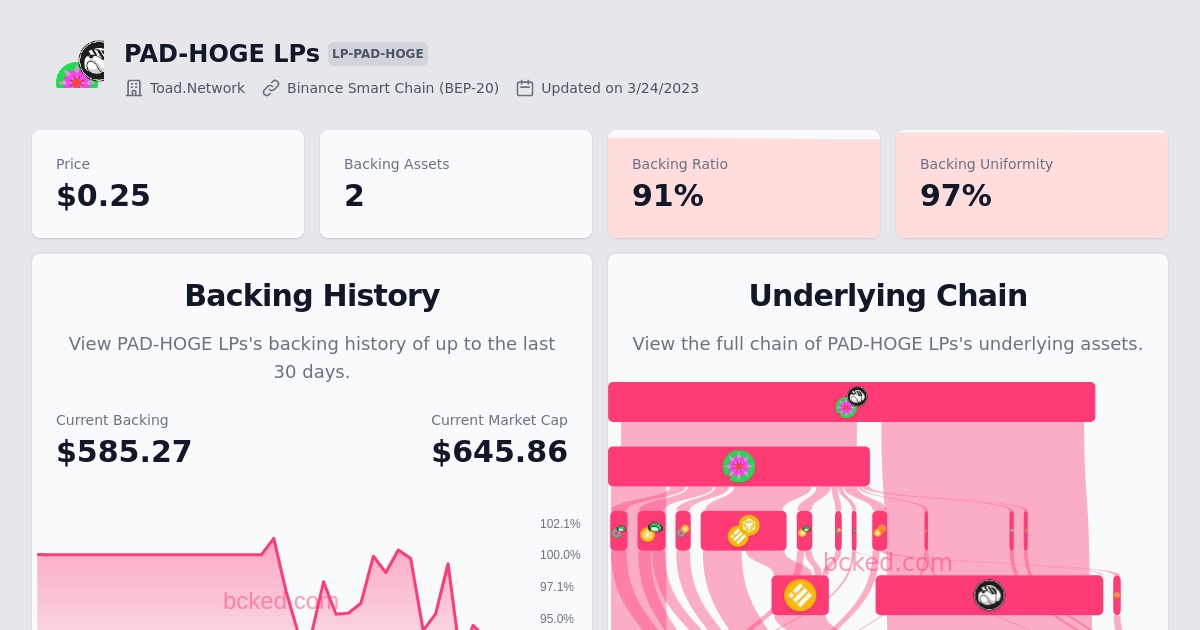 PAD-HOGE LPs LP-PAD-HOGE
Toad.Network Binance Smart Chain (BEP-20) Updated on 3/24/2023
Price
$0.25
Backing Assets
2
Backing Ratio
91%
Backing Uniformity
97%
Backing History
View PAD-HOGE LPs's backing history of up to the last
30 days.
Current Backing
$585.27
Current Market Cap
$645.86
102.1%
100.0%
97.1%
95.0%
bcked.com
Underlying Chain
View the full chain of PAD-HOGE LPs's underlying assets.
bcked.com